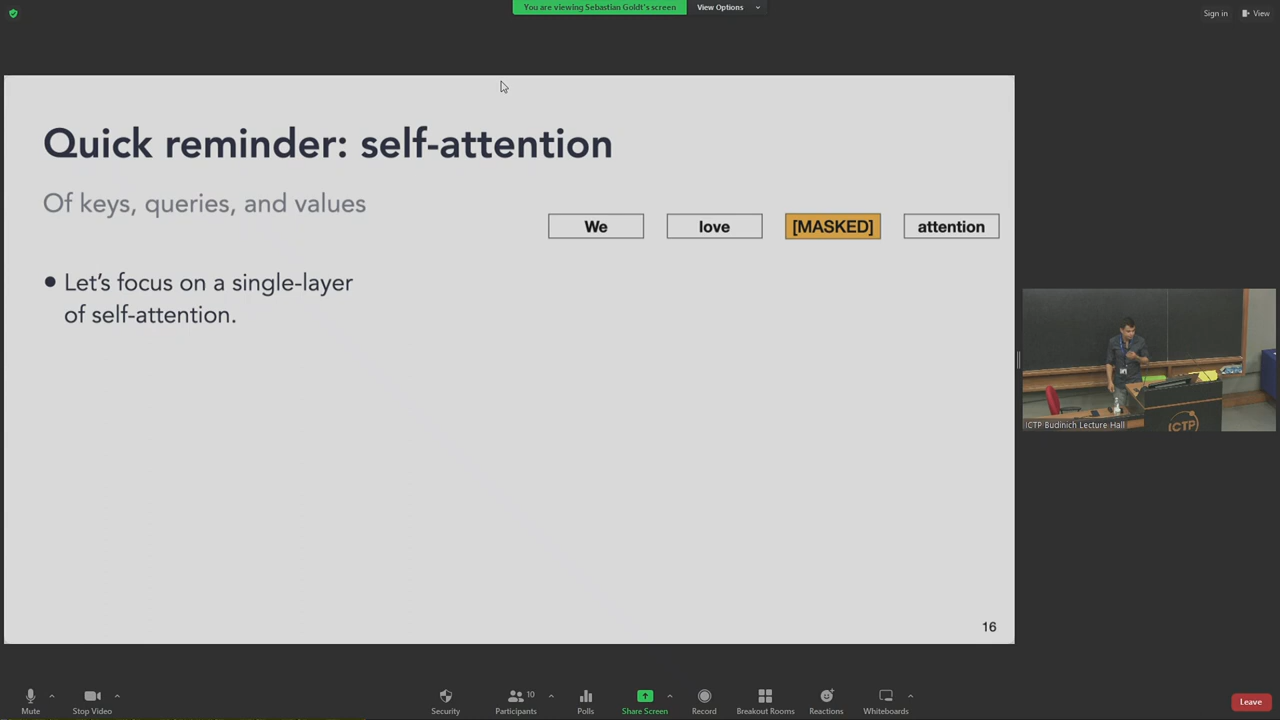 You are viewing Sebastian Goldt's screen
View Options
Sign in
View
Quick reminder: self-attention
Of keys, queries, and values
We
love
[MASKED]
attention
• Let's focus on a single-layer
of self-attention.
16
ICTP
ICTP Budinich Lecture Hall
Mute
Stop Video
Security
Participants
10
Polls
Share Screen
Record
Breakout Rooms
Reactions
Whiteboards
Leave